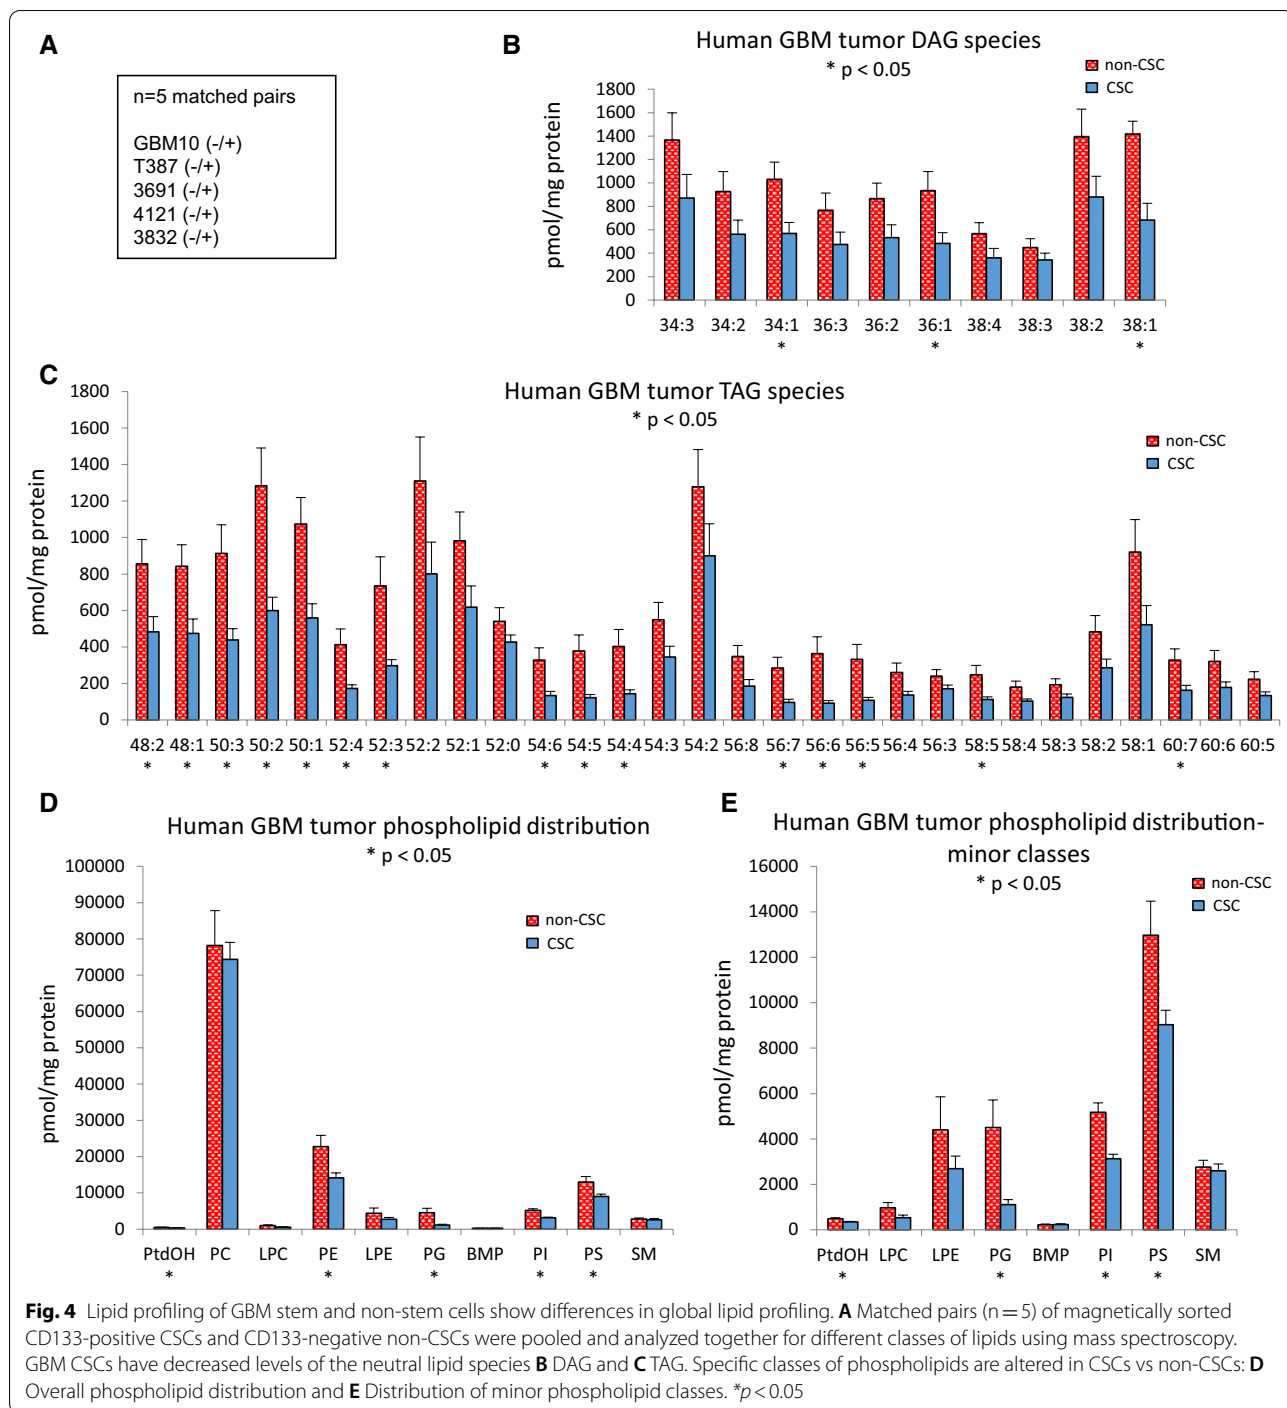 A
n=5 matched pairs
GBM10 (-/+)
T387 (-/+)
3691 (-/+)
4121 (-/+)
3832 (-/+)
B
Human GBM tumor DAG species
* p < 0.05
non-CSC
CSC
pmol/mg protein
1800
1600
1400
1200
1000
800
600
400
200
0
34:3 34:2 34:1 36:3 36:2 36:1 38:4 38:3 38:2 38:1
* * *
C
Human GBM tumor TAG species
* p < 0.05
non-CSC
CSC
pmol/mg protein
1800
1600
1400
1200
1000
800
600
400
200
0
48:2 48:1 50:3 50:2 50:1 52:4 52:3 52:2 52:1 52:0 54:6 54:5 54:4 54:3 54:2 56:8 56:7 56:6 56:5 56:4 56:3 58:5 58:4 58:3 58:2 58:1 60:7 60:6 60:5
* * * * * * * * * * * * * * *
D
Human GBM tumor phospholipid distribution
* p < 0.05
non-CSC
CSC
pmol/mg protein
100000
90000
80000
70000
60000
50000
40000
30000
20000
10000
0
PtdOH PC LPC PE LPE PG BMP PI PS SM
* * * * *
E
Human GBM tumor phospholipid distribution-
minor classes
* p < 0.05
non-CSC
CSC
pmol/mg protein
16000
14000
12000
10000
8000
6000
4000
2000
0
PtdOH LPC LPE PG BMP PI PS SM
* * * *
Fig. 4 Lipid profiling of GBM stem and non-stem cells show differences in global lipid profiling. A Matched pairs (n = 5) of magnetically sorted
CD133-positive CSCs and CD133-negative non-CSCs were pooled and analyzed together for different classes of lipids using mass spectroscopy.
GBM CSCs have decreased levels of the neutral lipid species B DAG and C TAG. Specific classes of phospholipids are altered in CSCs vs non-CSCs: D
Overall phospholipid distribution and E Distribution of minor phospholipid classes. *p < 0.05